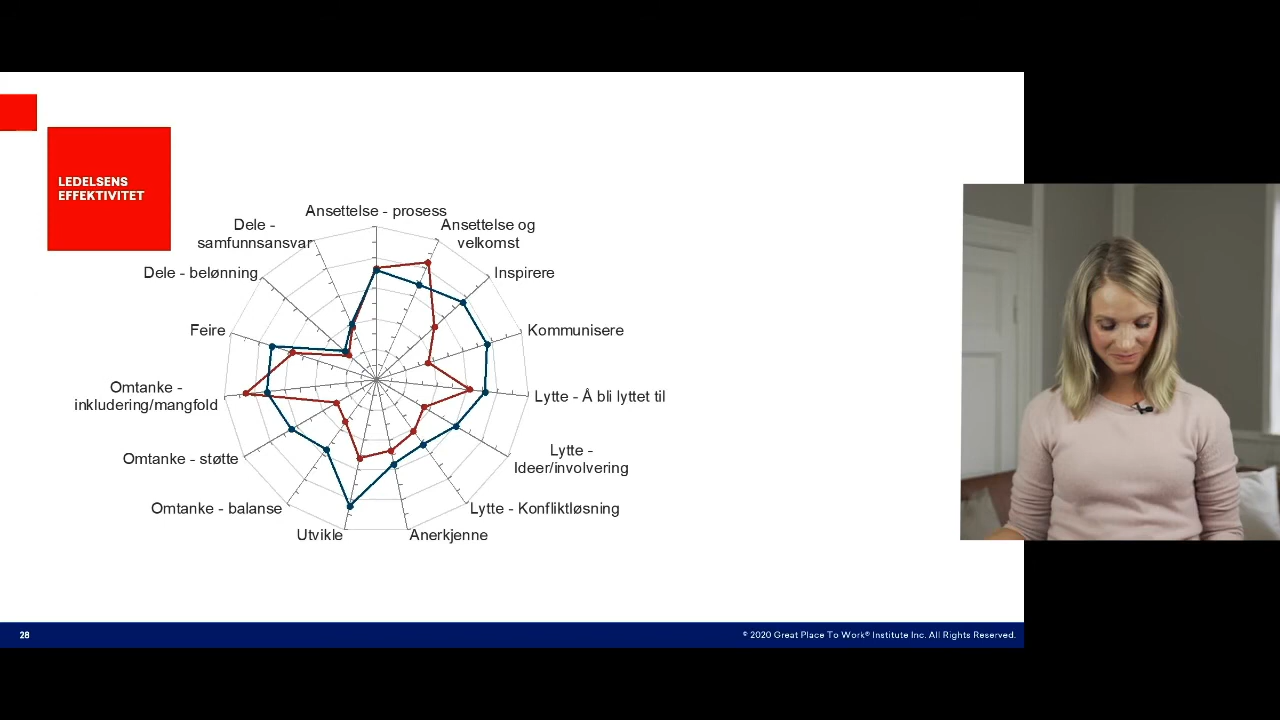 LEDELSENS
EFFEKTIVITET
Ansettelse - prosess
Ansettelse og
velkomst
Inspirere
Kommunisere
Lytte - Å bli lyttet til
Lytte -
Ideer/involvering
Lytte - Konfliktløsning
Anerkjenne
Utvikle
Omtanke - balanse
Omtanke - støtte
Omtanke -
inkludering/mangfold
Feire
Dele - belønning
Dele -
samfunnsansvar
28
© 2020 Great Place To Work® Institute Inc. All Rights Reserved.